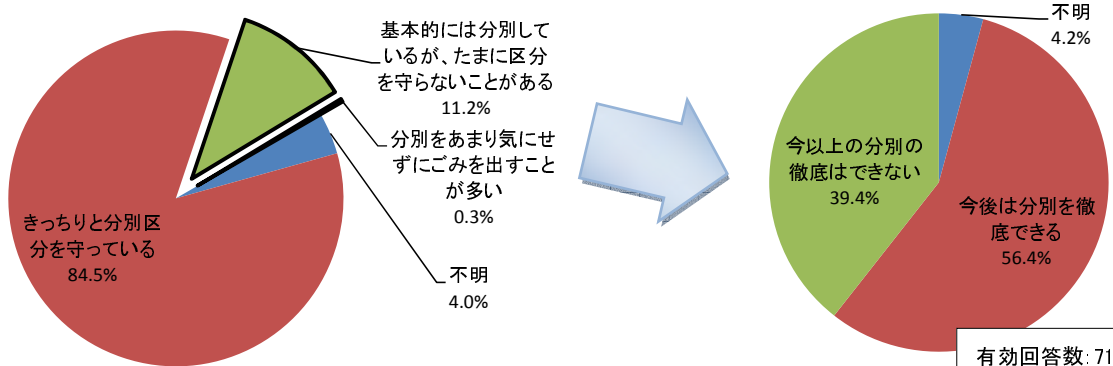 基本的には分別して
いるが、たまに区分
を守らないことがある
11.2%
分別をあまり気にせ
ずにごみを出すこと
が多い
0.3%
きっちりと分別区
分を守っている
84.5%
不明
4.0%
不明
4.2%
今以上の分別の
徹底はできない
39.4%
今後は分別を徹
底できる
56.4%
有効回答数:71